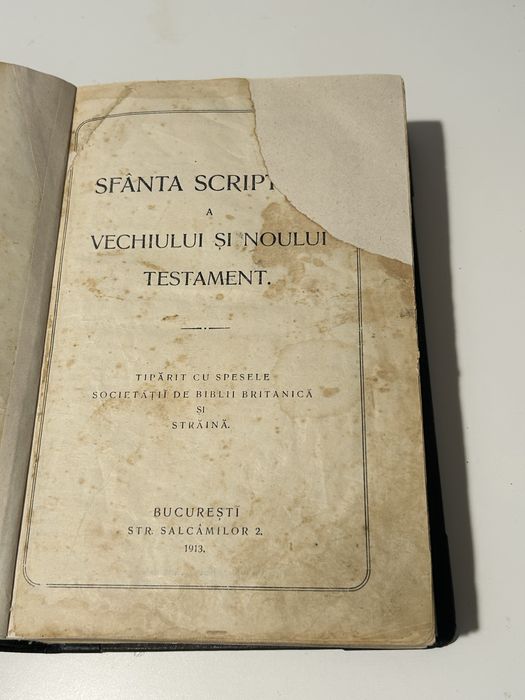 SFÂNTA SCRIPT
A
VECHIULUI ȘI NOULUI
TESTAMENT.
TIPĂRIT CU SPESELE
SOCIETĂȚII DE BIBLII BRITANICĂ
ȘI
STRĂINĂ.
BUCUREȘTI
STR. SALCÂMILOR 2.
1913.